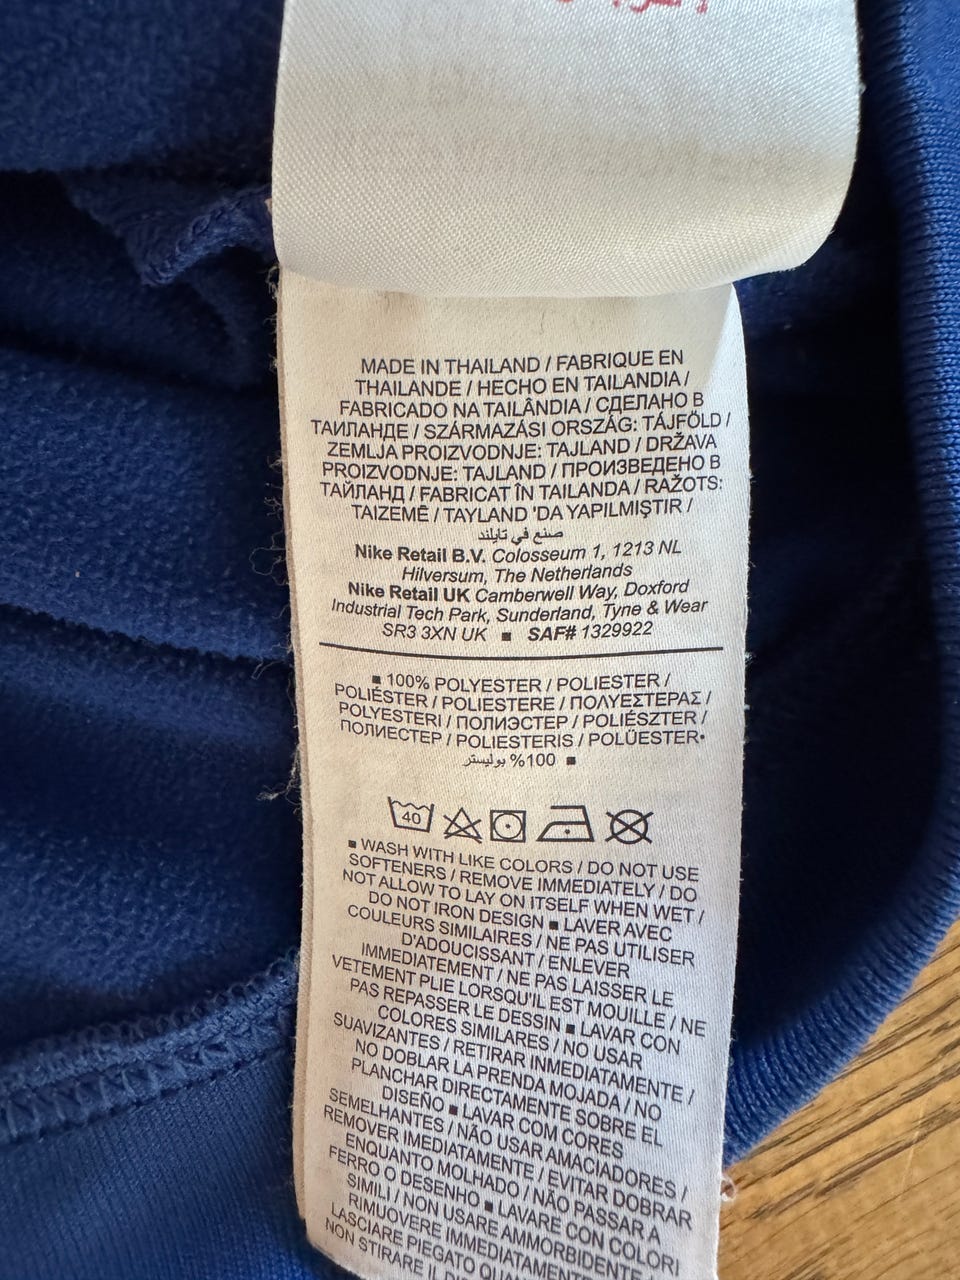 MADE IN THAILAND / FABRIQUE EN
THAILANDE / HECHO EN TAILANDIA /
FABRICADO NA TAILÂNDIA / СДЕЛАНО В
ТАИЛАНДЕ / SZÁRMAZÁSI ORSZÁG: TÁJFÖLD /
ZEMLJA PROIZVODNJE: TAJLAND / DRŽAVA
PROIZVODNJE: TAJLAND / ПРОИЗВЕДЕНО В
ТАЙЛАНД / FABRICAT ÎN TAILANDA / RAŽOTS:
TAIZEMĒ / TAYLAND 'DA YAPILMIŞTIR /
صنع في تايلند
Nike Retail B.V. Colosseum 1, 1213 NL
Hilversum, The Netherlands
Nike Retail UK Camberwell Way, Doxford
Industrial Tech Park, Sunderland, Tyne & Wear
SR3 3XN UK ■ SAF# 1329922
■ 100% POLYESTER / POLIESTER /
POLIÉSTER / POLIESTERE / ΠΟΛΥΕΣΤΕΡΑΣ /
POLYESTERI / ПОЛИЭСТЕР / POLIÉSZTER /
ПОЛИЕСТЕР / POLIESTERIS / POLÜESTER•
100% بوليستر ■
40
■ WASH WITH LIKE COLORS / DO NOT USE
SOFTENERS / REMOVE IMMEDIATELY / DO
NOT ALLOW TO LAY ON ITSELF WHEN WET /
DO NOT IRON DESIGN ■ LAVER AVEC
COULEURS SIMILAIRES / NE PAS UTILISER
D'ADOUCISSANT / ENLEVER
IMMEDIATEMENT / NE PAS LAISSER LE
VETEMENT PLIE LORSQU'IL EST MOUILLE / NE
PAS REPASSER LE DESSIN ■ LAVAR CON
COLORES SIMILARES / NO USAR
SUAVIZANTES / RETIRAR INMEDIATAMENTE /
NO DOBLAR LA PRENDA MOJADA / NO
PLANCHAR DIRECTAMENTE SOBRE EL
DISEÑO ■ LAVAR COM CORES
SEMELHANTES / NÃO USAR AMACIADORES /
REMOVER IMEDIATAMENTE / EVITAR DOBRAR
ENQUANTO MOLHADO / NÃO PASSAR A
FERRO O DESENHO ■ LAVARE CON COLORI
SIMILI / NON USARE AMMORBIDENTE /
RIMUOVERE IMMEDIATAMENTE
LASCIARE PIEGATO
NON STIRARE IL